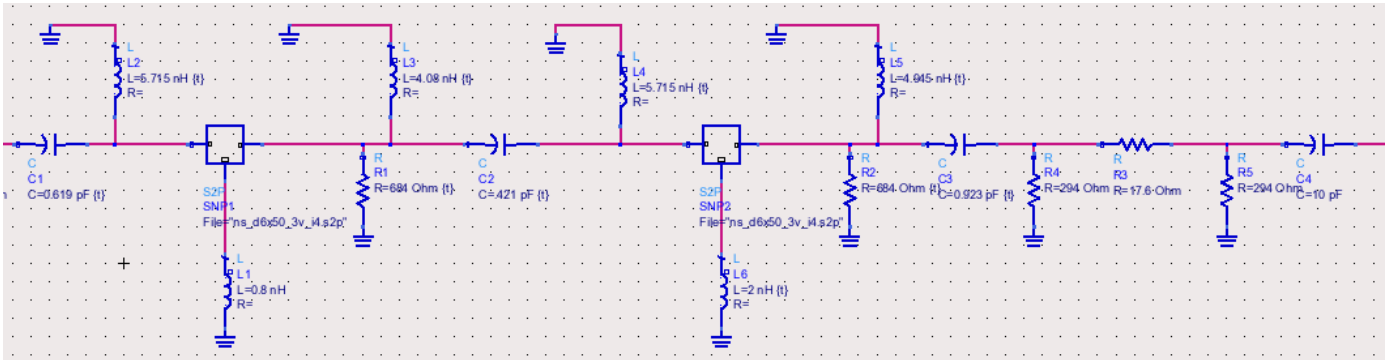 L
L2
L=5.715 nH {t}
R=
L
L3
L=4.08 nH {t}
R=
L
L4
L=5.715 nH {t}
R=
L
L5
L=4.945 nH {t}
R=
C
C1
C=0.619 pF {t}
S2P
SNP1
File="ns_d6x50_3v_i4.s2p"
R
R1
R=684 Ohm {t}
C
C2
C=.421 pF {t}
S2P
SNP2
File="ns_d6x50_3v_i4.s2p"
R
R2
R=684 Ohm {t}
C
C3
C=0.923 pF {t}
R
R4
R=294 Ohm
R
R3
R=17.6 Ohm
R
R5
R=294 Ohm
C
C4
C=10 pF
L
L1
L=0.8 nH
R=
L
L6
L=2 nH {t}
R=